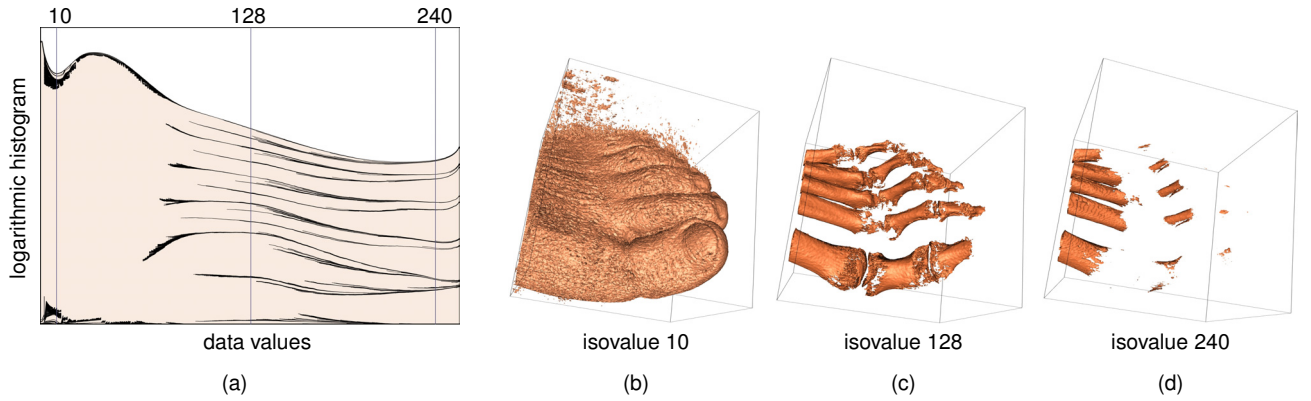 10 128 240
logarithmic histogram
data values
isovalue 10 isovalue 128 isovalue 240
(a) (b) (c) (d)